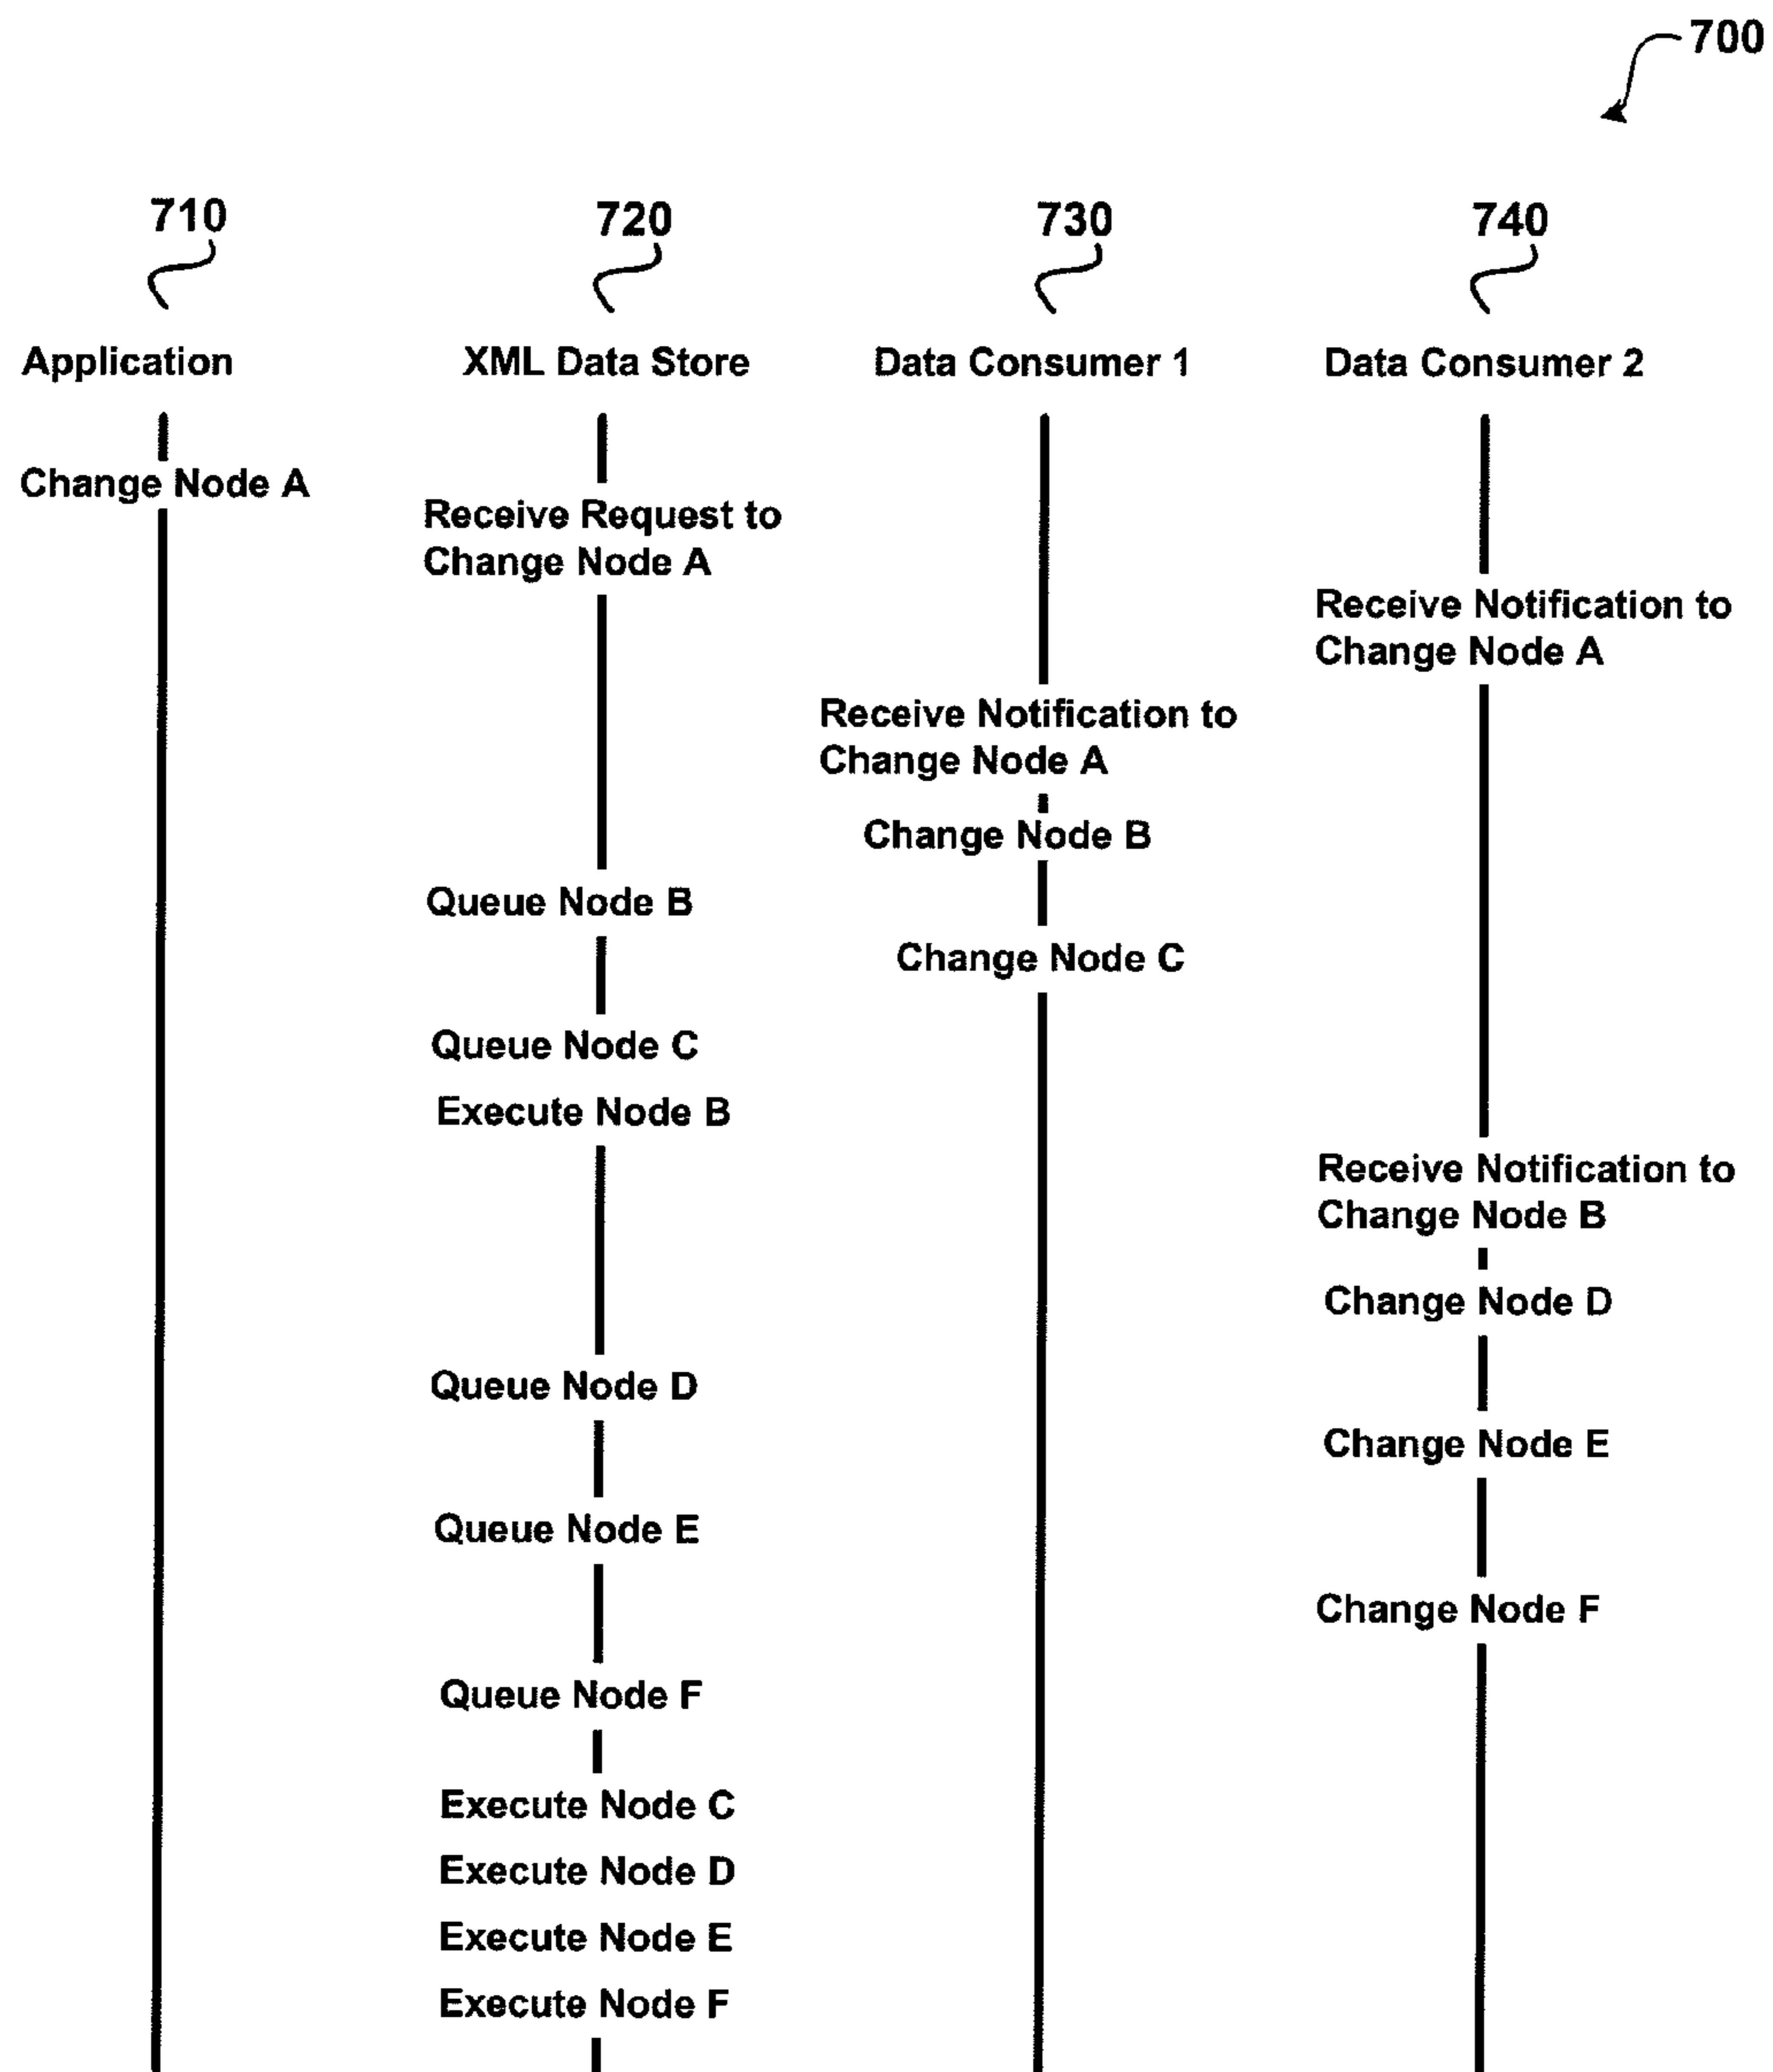 700
710
720
730
740
Application
XML Data Store
Data Consumer 1
Data Consumer 2
Change Node A
Receive Request to
Change Node A
Receive Notification to
Change Node A
Receive Notification to
Change Node A
Change Node B
Queue Node B
Change Node C
Queue Node C
Execute Node B
Receive Notification to
Change Node B
Change Node D
Queue Node D
Change Node E
Queue Node E
Change Node F
Queue Node F
Execute Node C
Execute Node D
Execute Node E
Execute Node F